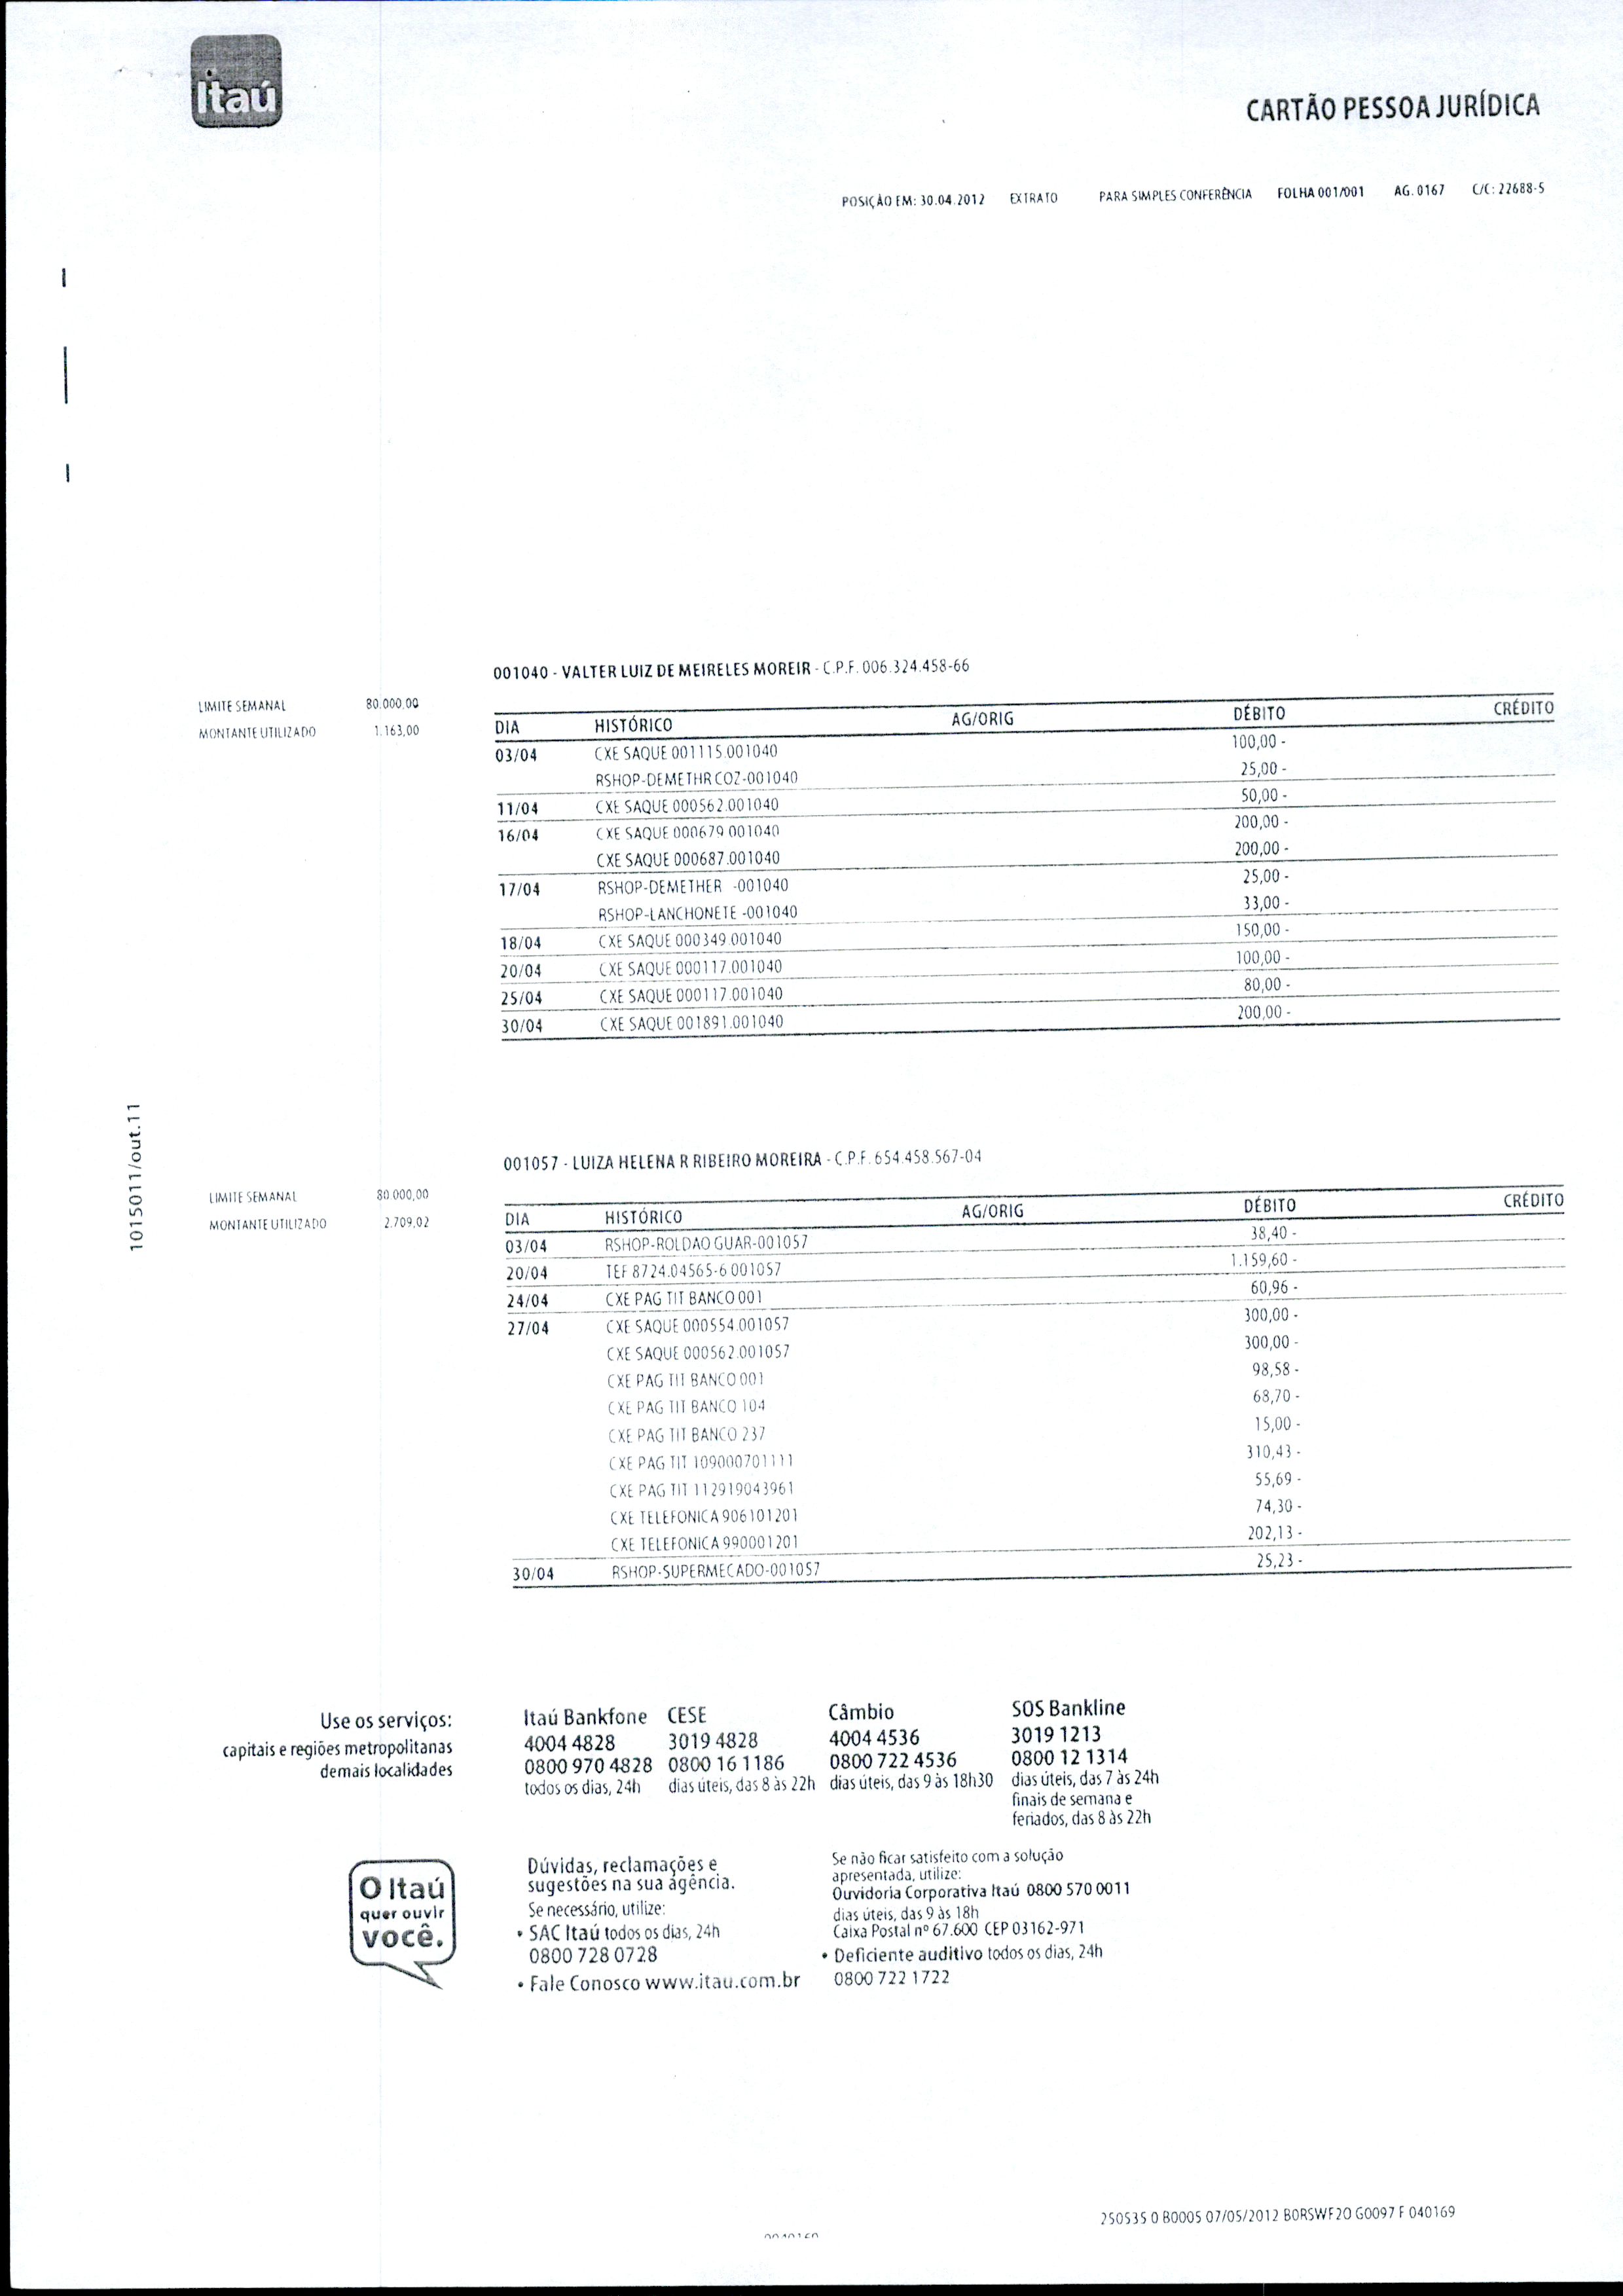 Itaú
CARTÃO PESSOA JURÍDICA
POSIÇÃO EM: 30.04.2012 EXTRATO PARA SIMPLES CONFERÊNCIA FOLHA 001/001 AG. 0167 C/C: 22688-5
001040 - VALTER LUIZ DE MEIRELES MOREIR - C.P.F. 006.324.458-66
LIMITE SEMANAL 80.000,00
MONTANTE UTILIZADO 1.163,00
DIA HISTÓRICO AG/ORIG DÉBITO CRÉDITO
03/04 CXE SAQUE 001115.001040 100,00 -
RSHOP-DEMETHR COZ-001040 25,00 -
11/04 CXE SAQUE 000562.001040 50,00 -
16/04 CXE SAQUE 000679.001040 200,00 -
CXE SAQUE 000687.001040 200,00 -
17/04 RSHOP-DEMETHER -001040 25,00 -
RSHOP-LANCHONETE -001040 33,00 -
18/04 CXE SAQUE 000349.001040 150,00 -
20/04 CXE SAQUE 000117.001040 100,00 -
25/04 CXE SAQUE 000117.001040 80,00 -
30/04 CXE SAQUE 001891.001040 200,00 -
1015011/out.11
001057 - LUIZA HELENA R RIBEIRO MOREIRA - C.P.F. 654.458.567-04
LIMITE SEMANAL 80.000,00
MONTANTE UTILIZADO 2.709,02
DIA HISTÓRICO AG/ORIG DÉBITO CRÉDITO
03/04 RSHOP-ROLDAO GUAR-001057 38,40 -
20/04 TEF 8724.04565-6 001057 1.159,60 -
24/04 CXE PAG TIT BANCO 001 60,96 -
27/04 CXE SAQUE 000554.001057 300,00 -
CXE SAQUE 000562.001057 300,00 -
CXE PAG TIT BANCO 001 98,58 -
CXE PAG TIT BANCO 104 68,70 -
CXE PAG TIT BANCO 237 15,00 -
CXE PAG TIT 109000701111 310,43 -
CXE PAG TIT 112919043961 55,69 -
CXE TELEFONICA 906101201 74,30 -
CXE TELEFONICA 990001201 202,13 -
30/04 RSHOP-SUPERMECADO-001057 25,23 -
Use os serviços:
capitais e regiões metropolitanas
demais localidades
Itaú Bankfone
4004 4828
0800 970 4828
todos os dias, 24h
CESE
3019 4828
0800 16 1186
dias úteis, das 8 às 22h
Câmbio
4004 4536
0800 722 4536
dias úteis, das 9 às 18h30
SOS Bankline
3019 1213
0800 12 1314
dias úteis, das 7 às 24h
finais de semana e
feriados, das 8 às 22h
O Itaú
quer ouvir
você.
Dúvidas, reclamações e
sugestões na sua agência.
Se necessário, utilize:
• SAC Itaú todos os dias, 24h
0800 728 0728
• Fale Conosco www.itau.com.br
Se não ficar satisfeito com a solução
apresentada, utilize:
Ouvidoria Corporativa Itaú 0800 570 0011
dias úteis, das 9 às 18h
Caixa Postal nº 67.600 CEP 03162-971
• Deficiente auditivo todos os dias, 24h
0800 722 1722
250535 0 B0005 07/05/2012 B0RSWF20 G0097 F 040169